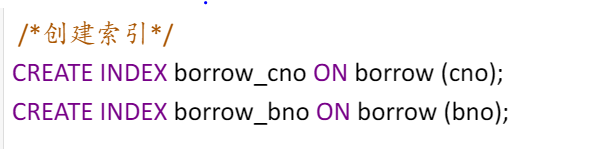 /*创建索引*/
CREATE INDEX borrow_cno ON borrow (cno);
CREATE INDEX borrow_bno ON borrow (bno);